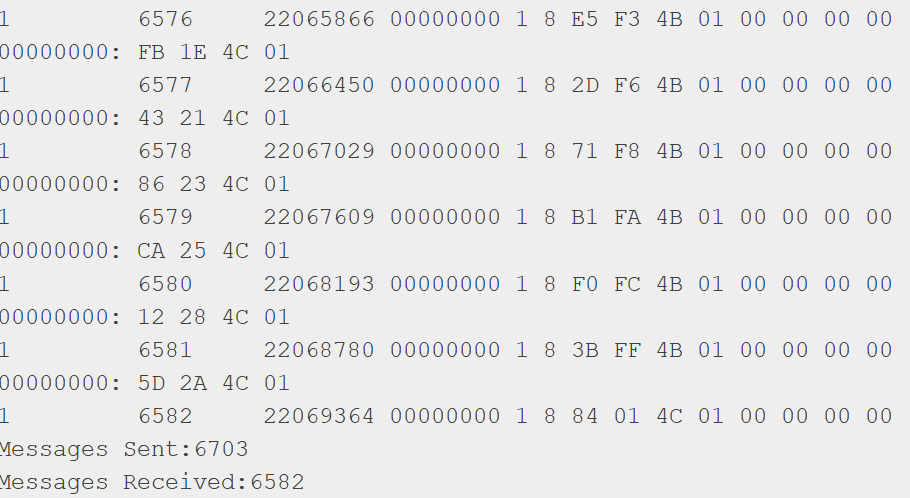 1 6576 22065866 00000000 1 8 E5 F3 4B 01 00 00 00 00
00000000: FB 1E 4C 01
1 6577 22066450 00000000 1 8 2D F6 4B 01 00 00 00 00
00000000: 43 21 4C 01
1 6578 22067029 00000000 1 8 71 F8 4B 01 00 00 00 00
00000000: 86 23 4C 01
1 6579 22067609 00000000 1 8 B1 FA 4B 01 00 00 00 00
00000000: CA 25 4C 01
1 6580 22068193 00000000 1 8 F0 FC 4B 01 00 00 00 00
00000000: 12 28 4C 01
1 6581 22068780 00000000 1 8 3B FF 4B 01 00 00 00 00
00000000: 5D 2A 4C 01
1 6582 22069364 00000000 1 8 84 01 4C 01 00 00 00 00
Messages Sent:6703
Messages Received:6582